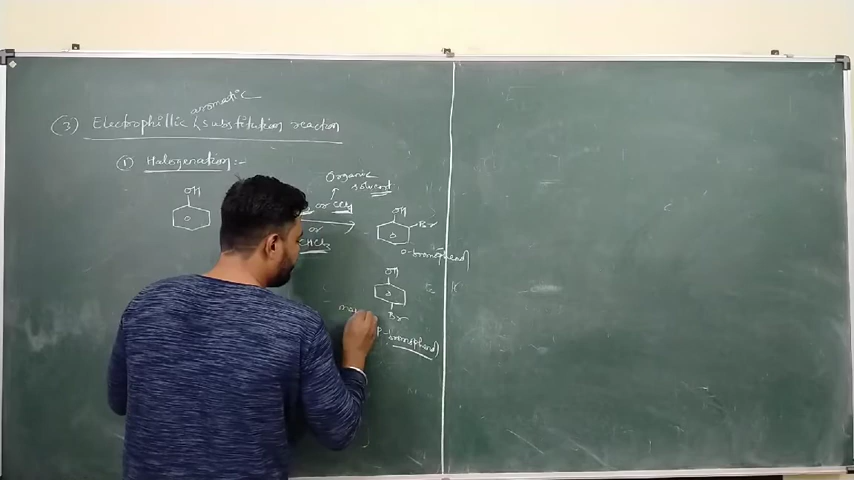 aromatic
(3) Electrophillic substitution reaction
(1) Halogenation:-
Organic
solvent
OH
or CCl4
or
CHCl3
OH
Br
o-bromophenol)
OH
Br
(p-bromophenol)